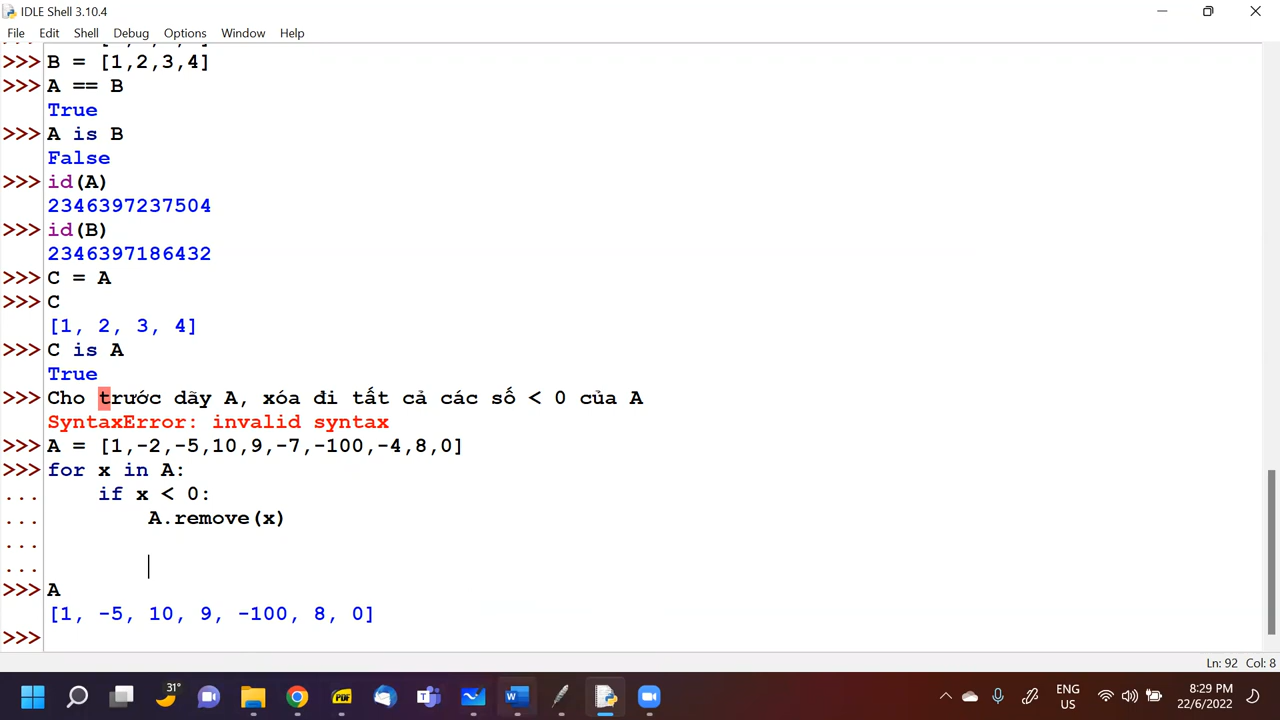 IDLE Shell 3.10.4
File Edit Shell Debug Options Window Help
>>> B = [1,2,3,4]
>>> A == B
True
>>> A is B
False
>>> id(A)
2346397237504
>>> id(B)
2346397186432
>>> C = A
>>> C
[1, 2, 3, 4]
>>> C is A
True
>>> Cho trước dãy A, xóa đi tất cả các số < 0 của A
SyntaxError: invalid syntax
>>> A = [1,-2,-5,10,9,-7,-100,-4,8,0]
>>> for x in A:
... if x < 0:
... A.remove(x)
...
...
>>> A
[1, -5, 10, 9, -100, 8, 0]
>>>
Ln: 92 Col: 8
31°
PDF
ENG
US
8:29 PM
22/6/2022